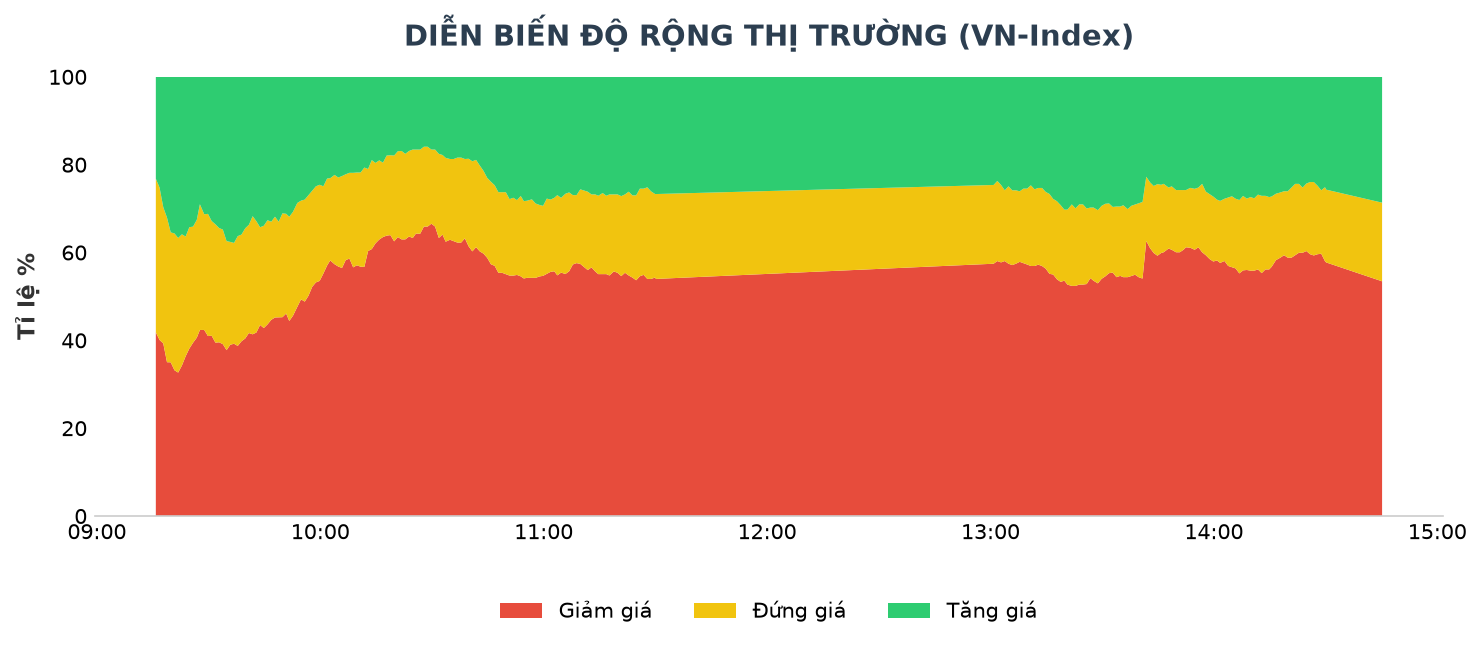 DIỄN BIẾN ĐỘ RỘNG THỊ TRƯỜNG (VN-Index)
Tỉ lệ %
100
80
60
40
20
0
09:00 10:00 11:00 12:00 13:00 14:00 15:00
Giảm giá Đứng giá Tăng giá